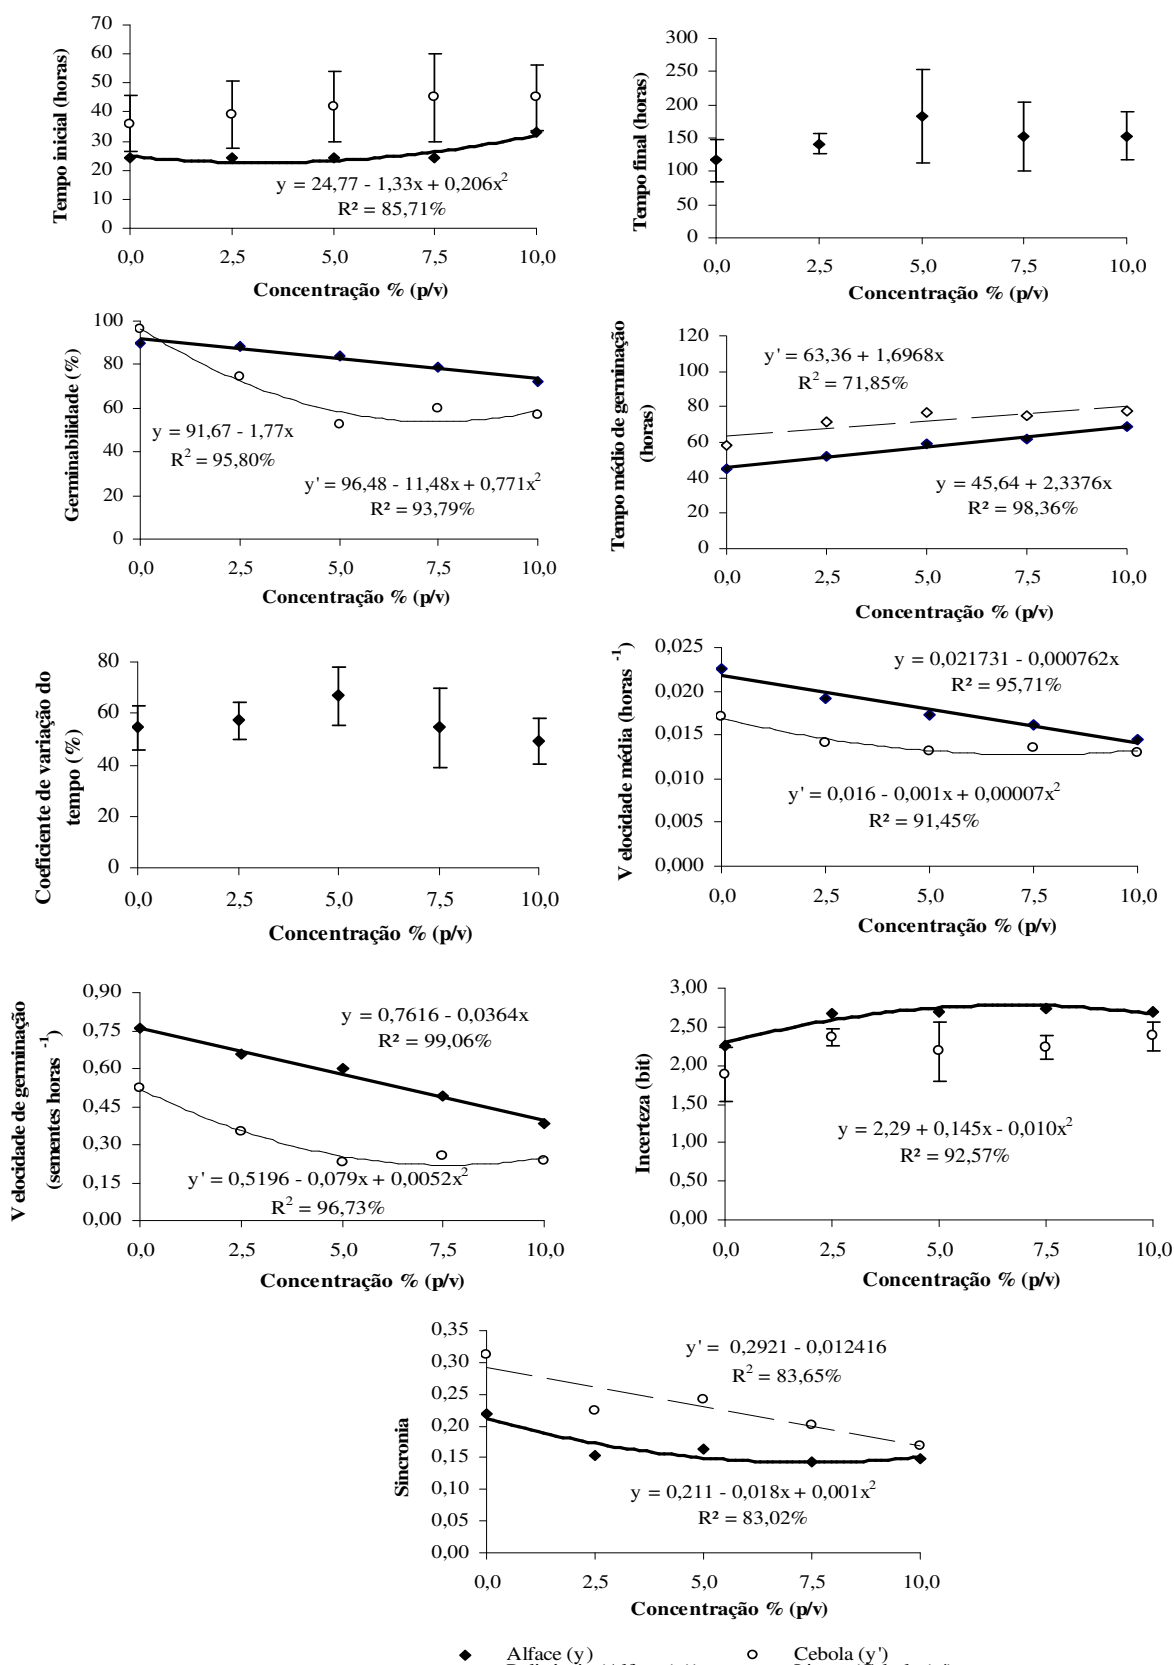 70
60
50
40
30
20
10
0
Tempo inicial (horas)
y = 24,77 - 1,33x + 0,206x²
R² = 85,71%
0,0 2,5 5,0 7,5 10,0
Concentração % (p/v)
300
250
200
150
100
50
0
Tempo final (horas)
0,0 2,5 5,0 7,5 10,0
Concentração % (p/v)
100
80
60
40
20
0
Germinabilidade (%)
y = 91,67 - 1,77x
R² = 95,80%
y' = 96,48 - 11,48x + 0,771x²
R² = 93,79%
0,0 2,5 5,0 7,5 10,0
Concentração % (p/v)
120
100
80
60
40
20
0
Tempo médio de germinação
(horas)
y' = 63,36 + 1,6968x
R² = 71,85%
y = 45,64 + 2,3376x
R² = 98,36%
0,0 2,5 5,0 7,5 10,0
Concentração % (p/v)
80
60
40
20
0
Coeficiente de variação do
tempo (%)
0,0 2,5 5,0 7,5 10,0
Concentração % (p/v)
0,025
0,020
0,015
0,010
0,005
0,000
Velocidade média (horas ⁻¹)
y = 0,021731 - 0,000762x
R² = 95,71%
y' = 0,016 - 0,001x + 0,00007x²
R² = 91,45%
0,0 2,5 5,0 7,5 10,0
Concentração % (p/v)
0,90
0,75
0,60
0,45
0,30
0,15
0,00
Velocidade de germinação
(sementes horas ⁻¹)
y = 0,7616 - 0,0364x
R² = 99,06%
y' = 0,5196 - 0,079x + 0,0052x²
R² = 96,73%
0,0 2,5 5,0 7,5 10,0
Concentração % (p/v)
3,00
2,50
2,00
1,50
1,00
0,50
0,00
Incerteza (bit)
y = 2,29 + 0,145x - 0,010x²
R² = 92,57%
0,0 2,5 5,0 7,5 10,0
Concentração % (p/v)
0,35
0,30
0,25
0,20
0,15
0,10
0,05
0,00
Sincronia
y' = 0,2921 - 0,012416
R² = 83,65%
y = 0,211 - 0,018x + 0,001x²
R² = 83,02%
0,0 2,5 5,0 7,5 10,0
Concentração % (p/v)
Alface (y) Cebola (y')